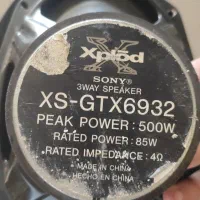 Xplod
SONY®
3WAY SPEAKER
XS-GTX6932
PEAK POWER : 500W
RATED POWER : 85W
RATED IMPEDANCE : 4Ω
MADE IN CHINA
HECHO EN CHINA